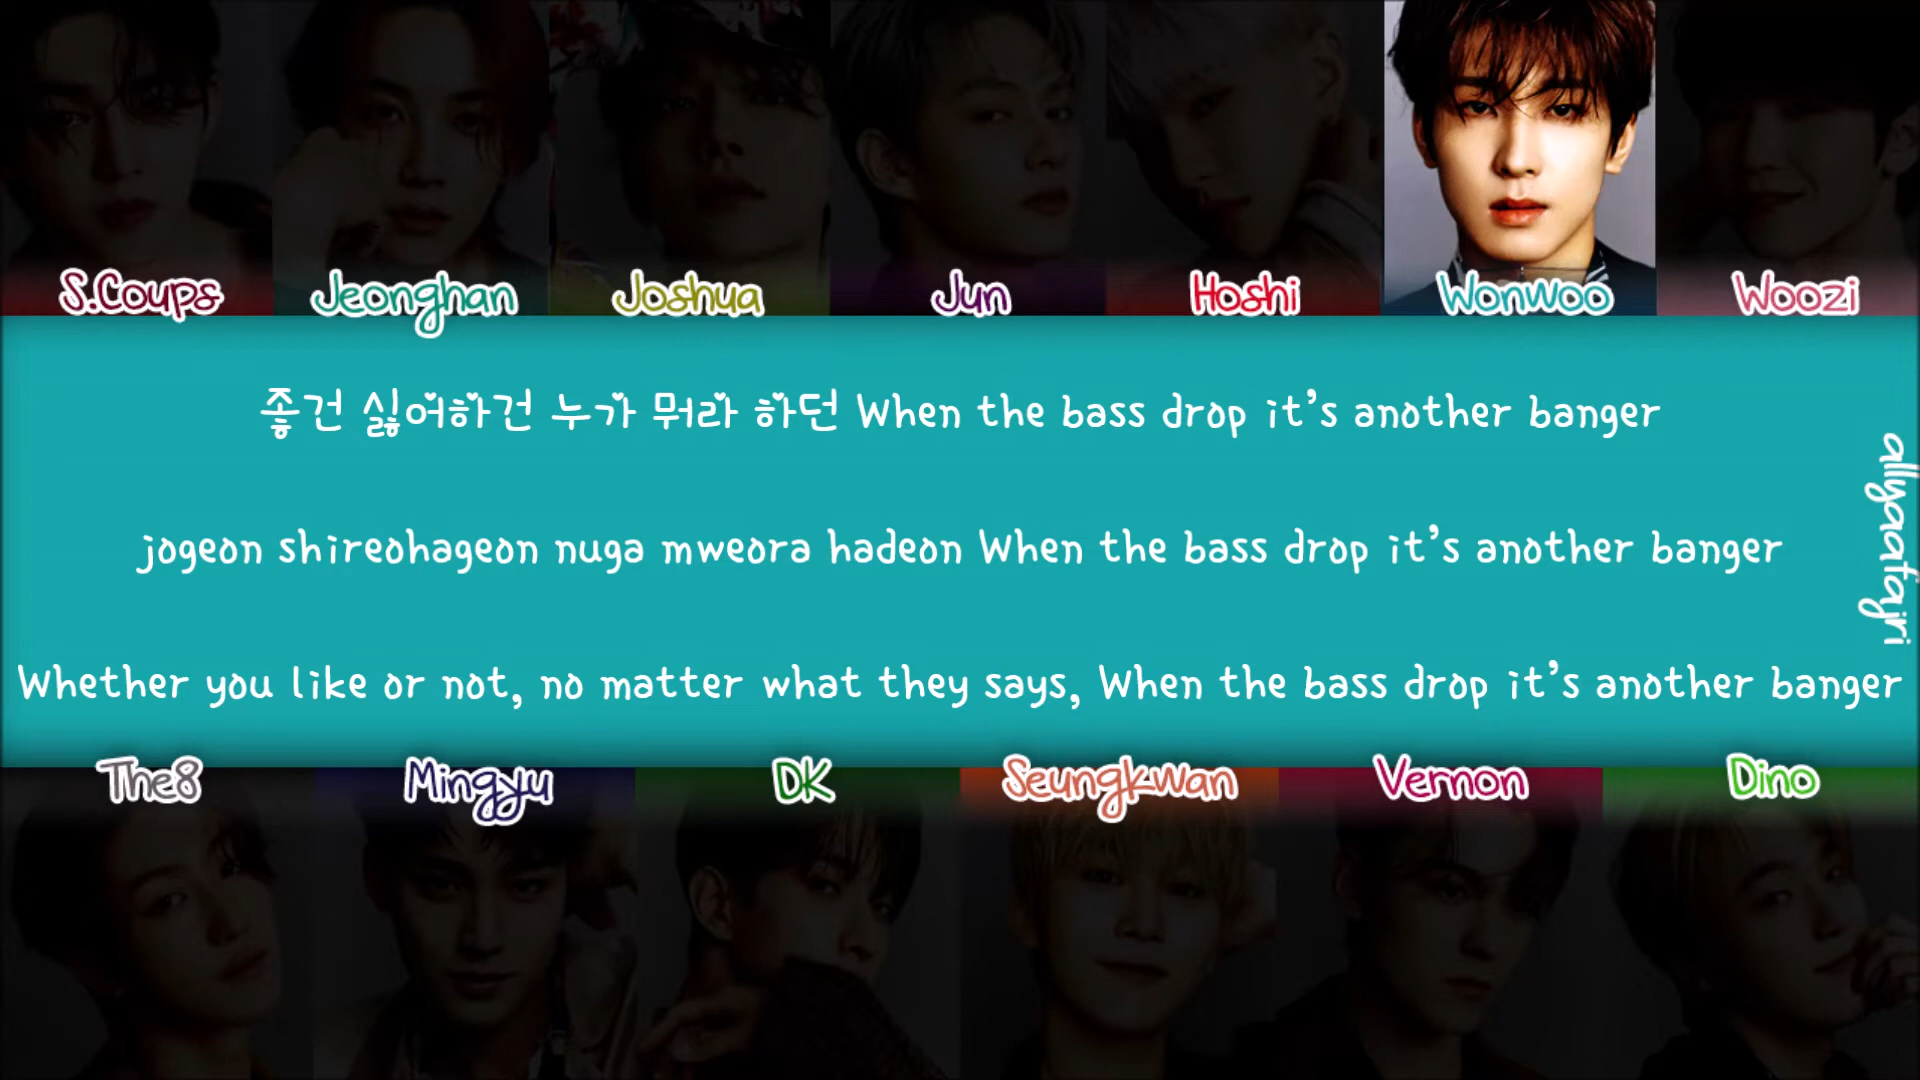 S.Coups Jeonghan Joshua Jun Hoshi Wonwoo Woozi
좋건 싫어하건 누가 뭐라 하던 When the bass drop it's another banger
jogeon shireohageon nuga mweora hadeon When the bass drop it's another banger
Whether you like or not, no matter what they says, When the bass drop it's another banger
allyaafajri
The8 Mingyu DK Seungkwan Vernon Dino